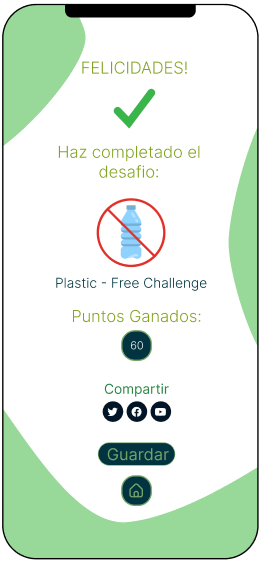 FELICIDADES!
Haz completado el
desafio:
Plastic - Free Challenge
Puntos Ganados:
60
Compartir
Guardar